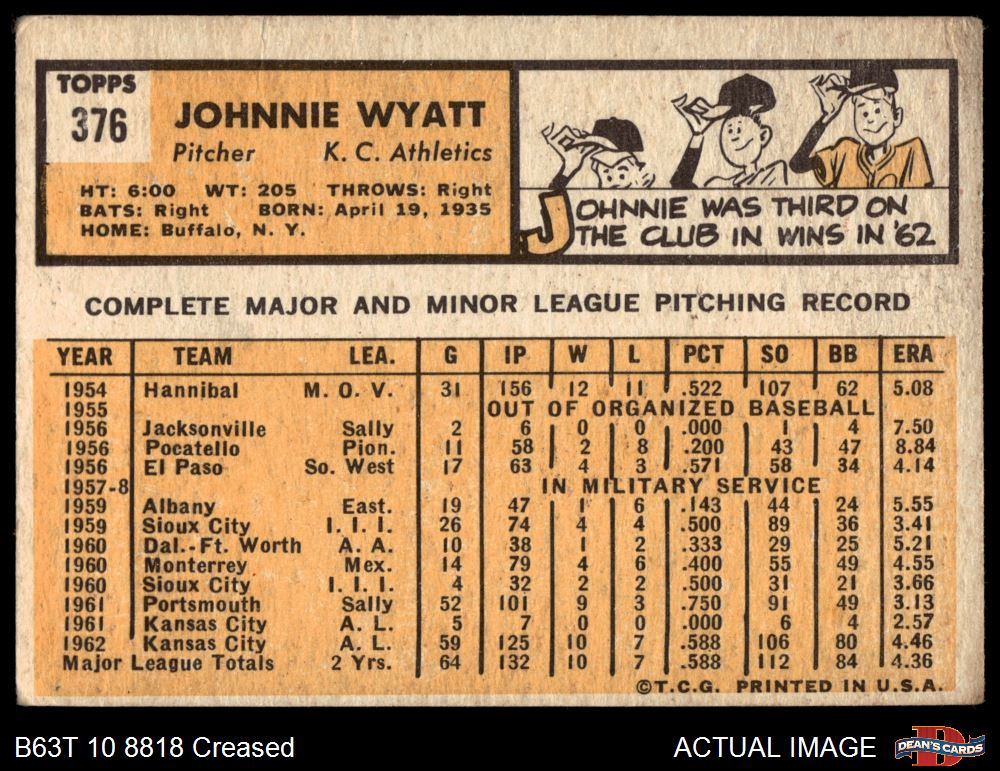 TOPPS
376
JOHNNIE WYATT
Pitcher K. C. Athletics
HT: 6:00 WT: 205 THROWS: Right
BATS: Right BORN: April 19, 1935
HOME: Buffalo, N. Y.
JOHNNIE WAS THIRD ON
THE CLUB IN WINS IN '62
COMPLETE MAJOR AND MINOR LEAGUE PITCHING RECORD
YEAR TEAM LEA. G IP W L PCT SO BB ERA
1954 Hannibal M. O. V. 31 156 12 11 .522 107 62 5.08
1955 OUT OF ORGANIZED BASEBALL
1956 Jacksonville Sally 2 6 0 0 .000 1 4 7.50
1956 Pocatello Pion. 11 58 2 8 .200 43 47 8.84
1956 El Paso So. West 17 63 4 3 .571 58 34 4.14
1957-8 IN MILITARY SERVICE
1959 Albany East. 19 47 1 6 .143 44 24 5.55
1959 Sioux City I. I. I. 26 74 4 4 .500 89 36 3.41
1960 Dal.-Ft. Worth A. A. 10 38 1 2 .333 29 25 5.21
1960 Monterrey Mex. 14 79 4 6 .400 55 49 4.55
1960 Sioux City I. I. I. 4 32 2 2 .500 31 21 3.66
1961 Portsmouth Sally 52 101 9 3 .750 91 49 3.13
1961 Kansas City A. L. 5 7 0 0 .000 6 4 2.57
1962 Kansas City A. L. 59 125 10 7 .588 106 80 4.46
Major League Totals 2 Yrs. 64 132 10 7 .588 112 84 4.36
©T.C.G. PRINTED IN U.S.A.
B63T 10 8818 Creased ACTUAL IMAGE DEAN'S CARDS